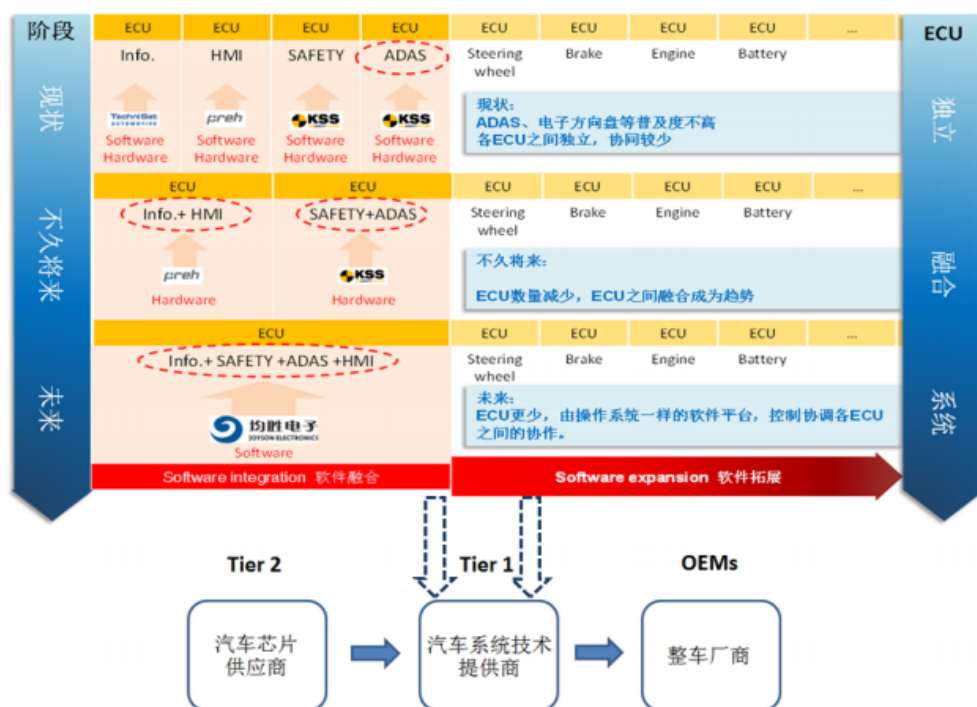 阶段
ECU ECU ECU ECU ECU ECU ECU ECU ...
ECU
Info. HMI SAFETY ADAS Steering wheel Brake Engine Battery
现状
TechniSat
AUTOMOTIVE
preh
KSS
KSS
Software Software Software Software
Hardware Hardware Hardware Hardware
现状:
ADAS、电子方向盘等普及度不高
各ECU之间独立，协同较少
独立
ECU ECU ECU ECU ECU ECU ...
不久将来
Info.+ HMI SAFETY+ADAS Steering wheel Brake Engine Battery
preh
KSS
Hardware Hardware
不久将来:
ECU数量减少，ECU之间融合成为趋势
融合
ECU ECU ECU ECU ECU ...
未来
Info.+ SAFETY +ADAS +HMI Steering wheel Brake Engine Battery
均胜电子
JOYSON ELECTRONICS
Software
未来:
ECU更少，由操作系统一样的软件平台，控制协调各ECU
之间的协作。
系统
Software integration 软件融合
Software expansion 软件拓展
Tier 2 Tier 1 OEMs
汽车芯片
供应商
汽车系统技术
提供商
整车厂商